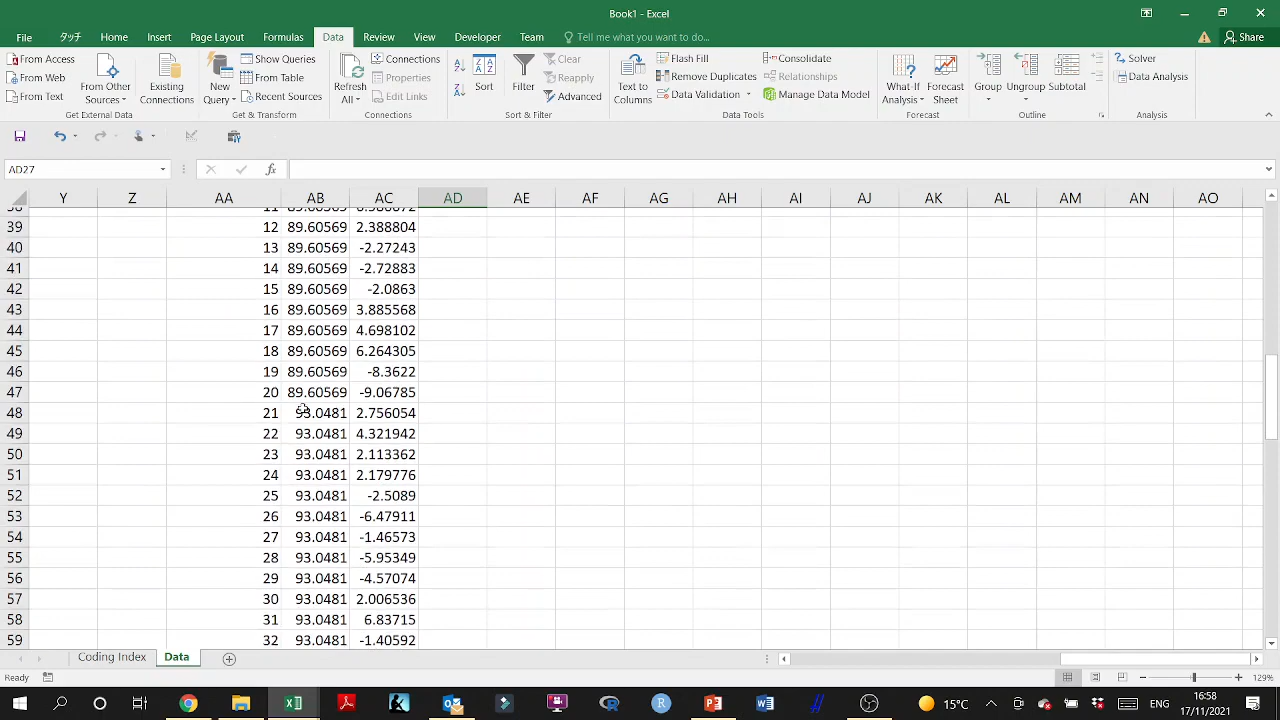 Book1 - Excel
File タッチ Home Insert Page Layout Formulas Data Review View Developer Team Tell me what you want to do... Share
From Access
From Web
From Text
From Other Sources
Existing Connections
Get External Data
New Query
Show Queries
From Table
Recent Sources
Get & Transform
Refresh All
Connections
Properties
Edit Links
Connections
Sort
Filter
Clear
Reapply
Advanced
Sort & Filter
Text to Columns
Flash Fill
Remove Duplicates
Data Validation
Consolidate
Relationships
Manage Data Model
Data Tools
What-If Analysis
Forecast Sheet
Forecast
Group
Ungroup
Subtotal
Outline
Solver
Data Analysis
Analysis
AD27
fx
Y Z AA AB AC AD AE AF AG AH AI AJ AK AL AM AN AO
39 12 89.60569 2.388804
40 13 89.60569 -2.27243
41 14 89.60569 -2.72883
42 15 89.60569 -2.0863
43 16 89.60569 3.885568
44 17 89.60569 4.698102
45 18 89.60569 6.264305
46 19 89.60569 -8.3622
47 20 89.60569 -9.06785
48 21 93.0481 2.756054
49 22 93.0481 4.321942
50 23 93.0481 2.113362
51 24 93.0481 2.179776
52 25 93.0481 -2.5089
53 26 93.0481 -6.47911
54 27 93.0481 -1.46573
55 28 93.0481 -5.95349
56 29 93.0481 -4.57074
57 30 93.0481 2.006536
58 31 93.0481 6.83715
59 32 93.0481 -1.40592
Coding Index Data
Ready 129%
15°C ENG 16:58
17/11/2021